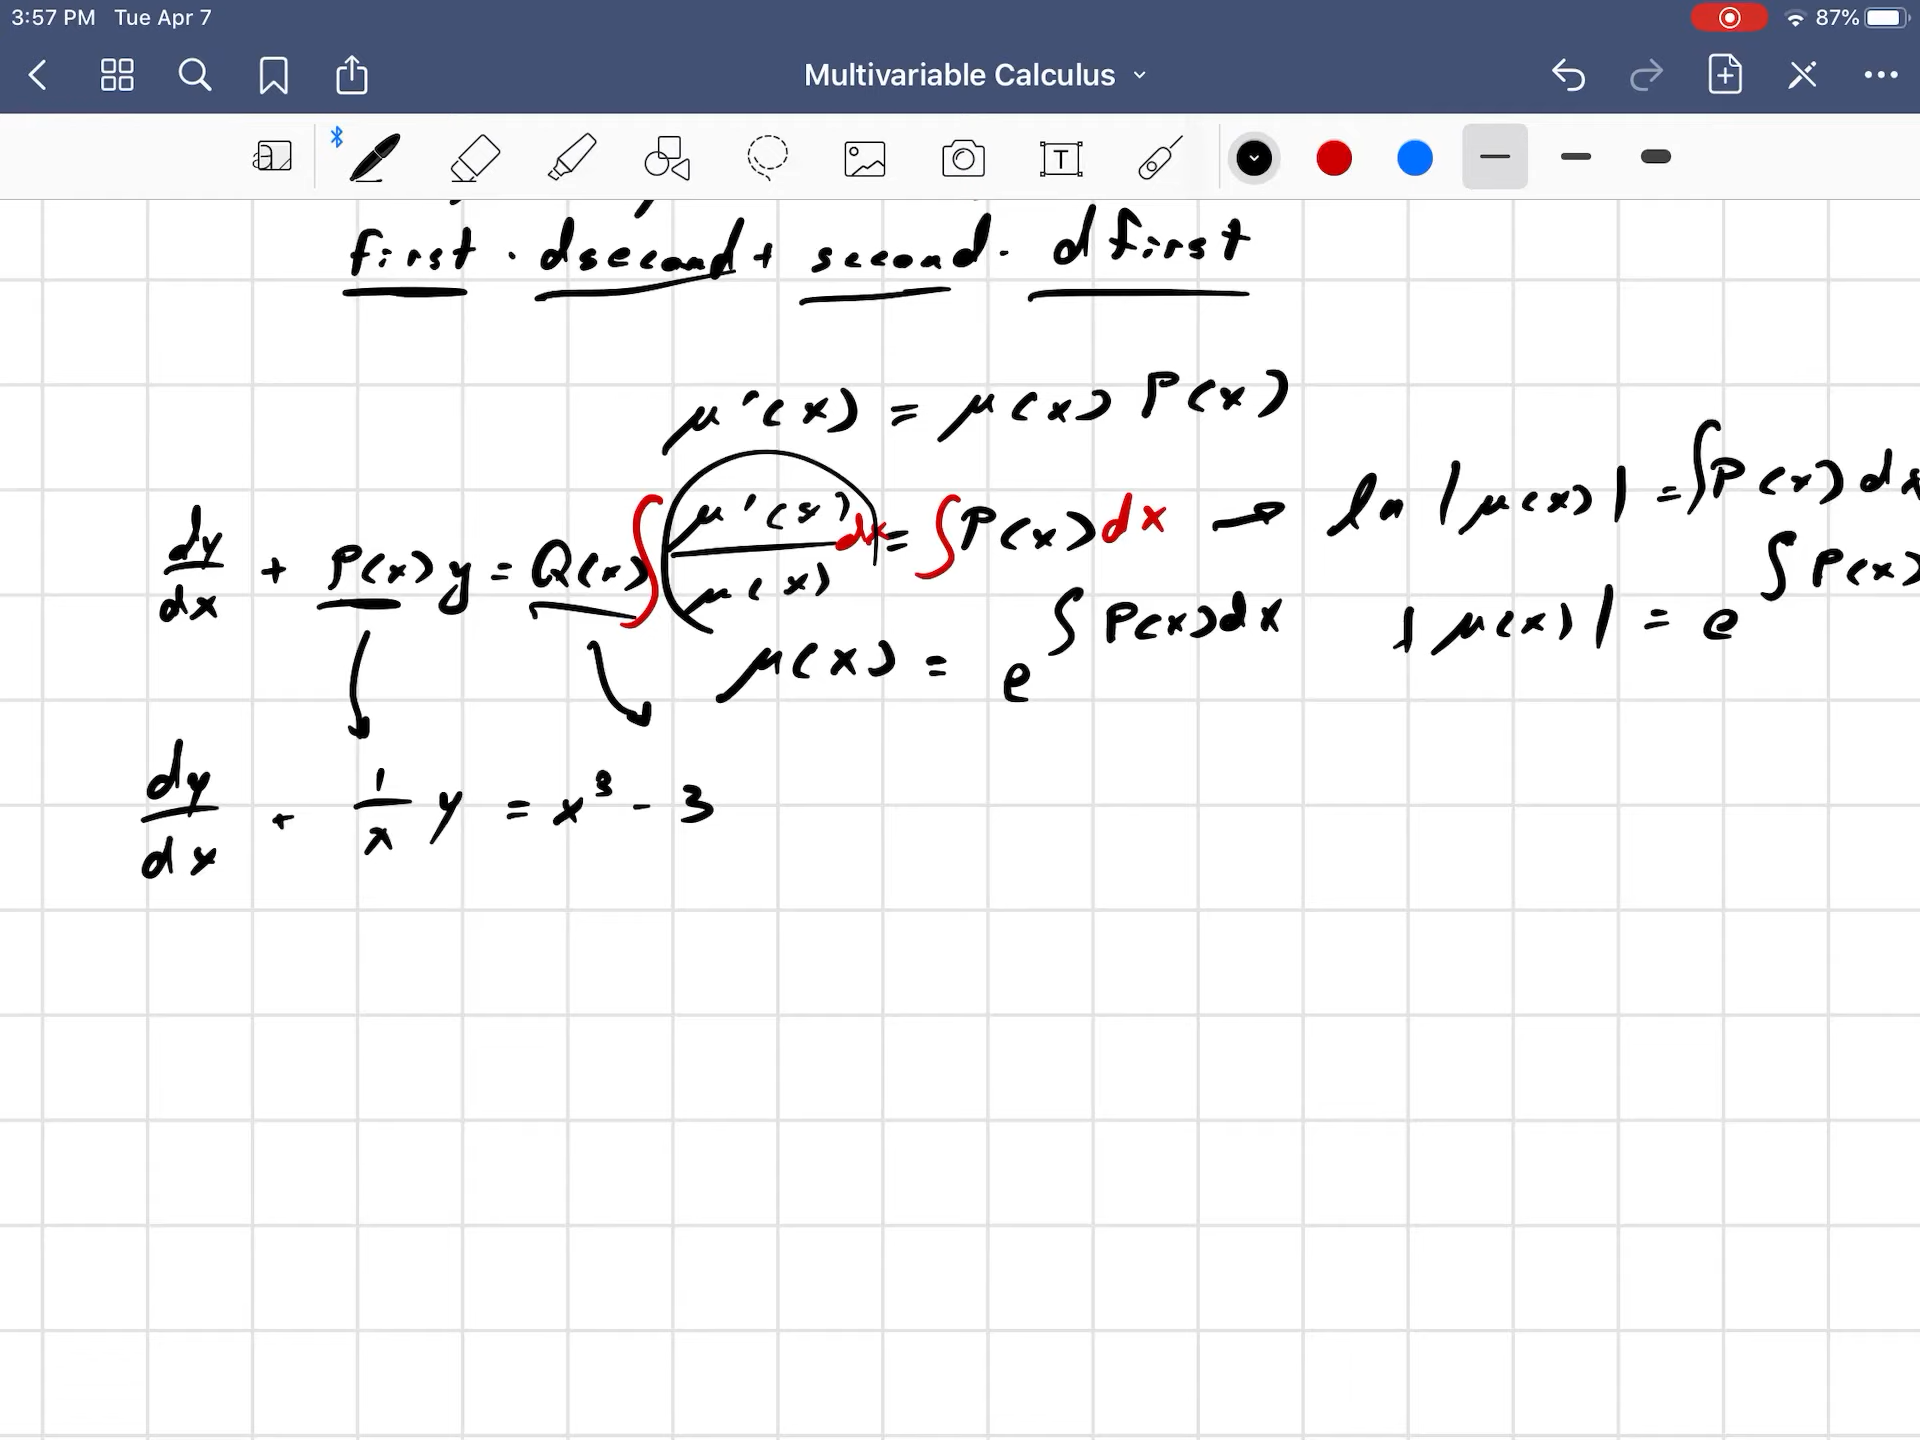 3:57 PM Tue Apr 7 87%
Multivariable Calculus
T
first · dsecond + second · dfirst
μ'(x) = μ(x) P(x)
dy/dx + P(x) y = Q(x)
∫ μ'(x)/μ(x) dx = ∫ P(x) dx → ln |μ(x)| = ∫ P(x) dx
μ(x) = e^∫ P(x) dx
|μ(x)| = e^∫ P(x)
dy/dx + 1/x y = x³ - 3